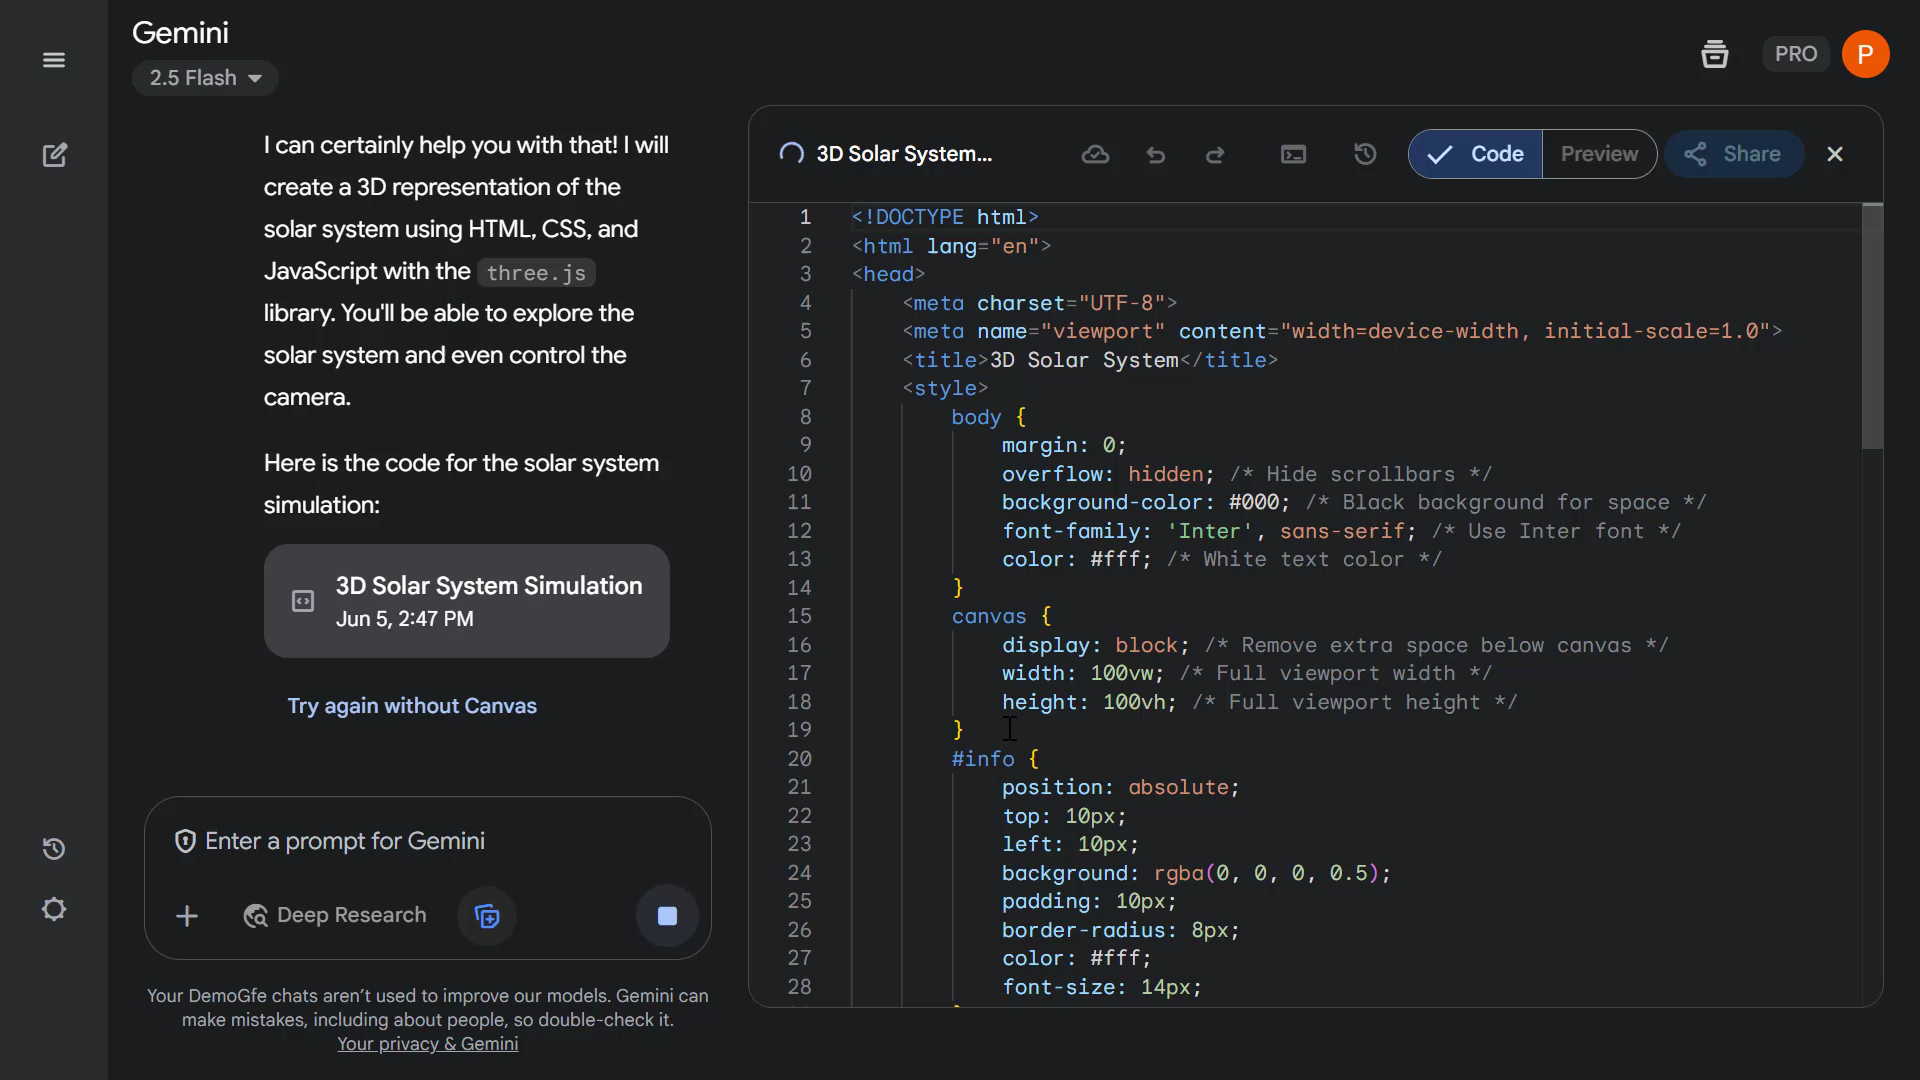 Gemini
2.5 Flash
PRO
P
I can certainly help you with that! I will
create a 3D representation of the
solar system using HTML, CSS, and
JavaScript with the three.js
library. You'll be able to explore the
solar system and even control the
camera.
Here is the code for the solar system
simulation:
3D Solar System Simulation
Jun 5, 2:47 PM
Try again without Canvas
Enter a prompt for Gemini
Deep Research
Your DemoGfe chats aren't used to improve our models. Gemini can
make mistakes, including about people, so double-check it.
Your privacy & Gemini
3D Solar System...
Code
Preview
Share
1 <!DOCTYPE html>
2 <html lang="en">
3 <head>
4 <meta charset="UTF-8">
5 <meta name="viewport" content="width=device-width, initial-scale=1.0">
6 <title>3D Solar System</title>
7 <style>
8 body {
9 margin: 0;
10 overflow: hidden; /* Hide scrollbars */
11 background-color: #000; /* Black background for space */
12 font-family: 'Inter', sans-serif; /* Use Inter font */
13 color: #fff; /* White text color */
14 }
15 canvas {
16 display: block; /* Remove extra space below canvas */
17 width: 100vw; /* Full viewport width */
18 height: 100vh; /* Full viewport height */
19 }
20 #info {
21 position: absolute;
22 top: 10px;
23 left: 10px;
24 background: rgba(0, 0, 0, 0.5);
25 padding: 10px;
26 border-radius: 8px;
27 color: #fff;
28 font-size: 14px;